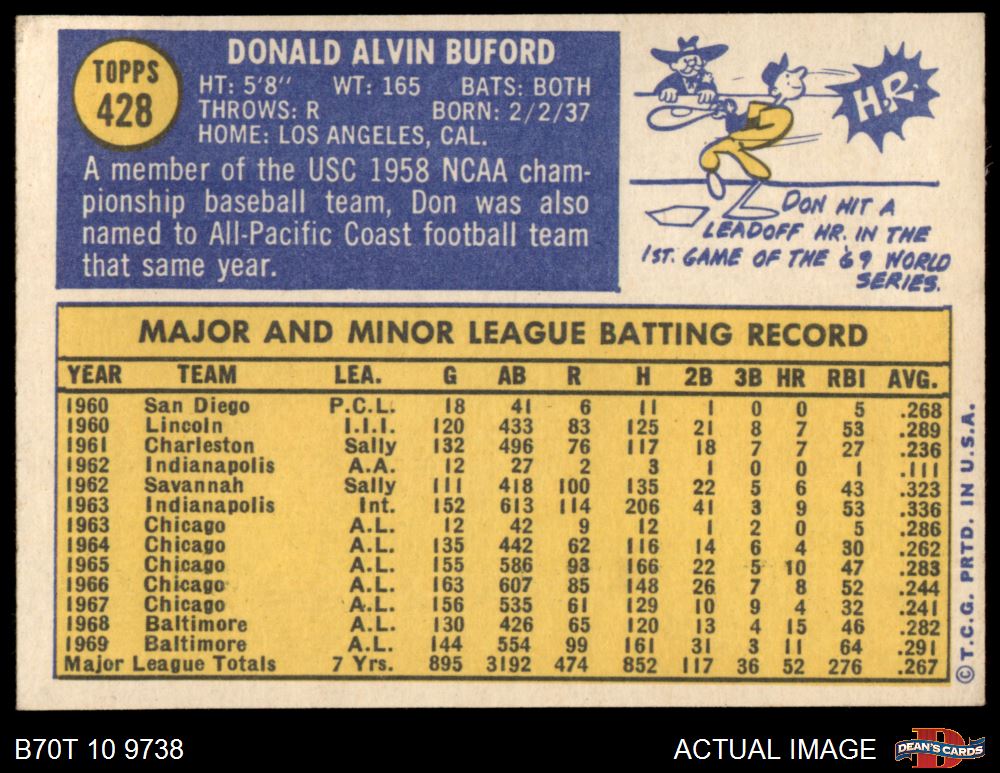 TOPPS
428
DONALD ALVIN BUFORD
HT: 5'8" WT: 165 BATS: BOTH
THROWS: R BORN: 2/2/37
HOME: LOS ANGELES, CAL.
A member of the USC 1958 NCAA cham-
pionship baseball team, Don was also
named to All-Pacific Coast football team
that same year.
H.R.
DON HIT A
LEADOFF HR. IN THE
1ST. GAME OF THE '69 WORLD
SERIES.
MAJOR AND MINOR LEAGUE BATTING RECORD
YEAR TEAM LEA. G AB R H 2B 3B HR RBI AVG.
1960 San Diego P.C.L. 18 41 6 11 1 0 0 5 .268
1960 Lincoln I.I.I. 120 433 83 125 21 8 7 53 .289
1961 Charleston Sally 132 496 76 117 18 7 7 27 .236
1962 Indianapolis A.A. 12 27 2 3 1 0 0 1 .111
1962 Savannah Sally 111 418 100 135 22 5 6 43 .323
1963 Indianapolis Int. 152 613 114 206 41 3 9 53 .336
1963 Chicago A.L. 12 42 9 12 1 2 0 5 .286
1964 Chicago A.L. 135 442 62 116 14 6 4 30 .262
1965 Chicago A.L. 155 586 93 166 22 5 10 47 .283
1966 Chicago A.L. 163 607 85 148 26 7 8 52 .244
1967 Chicago A.L. 156 535 61 129 10 9 4 32 .241
1968 Baltimore A.L. 130 426 65 120 13 4 15 46 .282
1969 Baltimore A.L. 144 554 99 161 31 3 11 64 .291
Major League Totals 7 Yrs. 895 3192 474 852 117 36 52 276 .267
© T.C.G. PRTD. IN U.S.A.
B70T 10 9738
ACTUAL IMAGE
D
DEAN'S CARDS